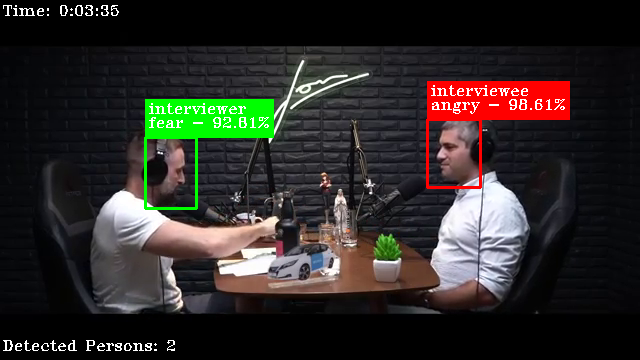 Time: 0:03:35
interviewee
angry - 98.61%
interviewer
fear - 92.81%
Detected Persons: 2